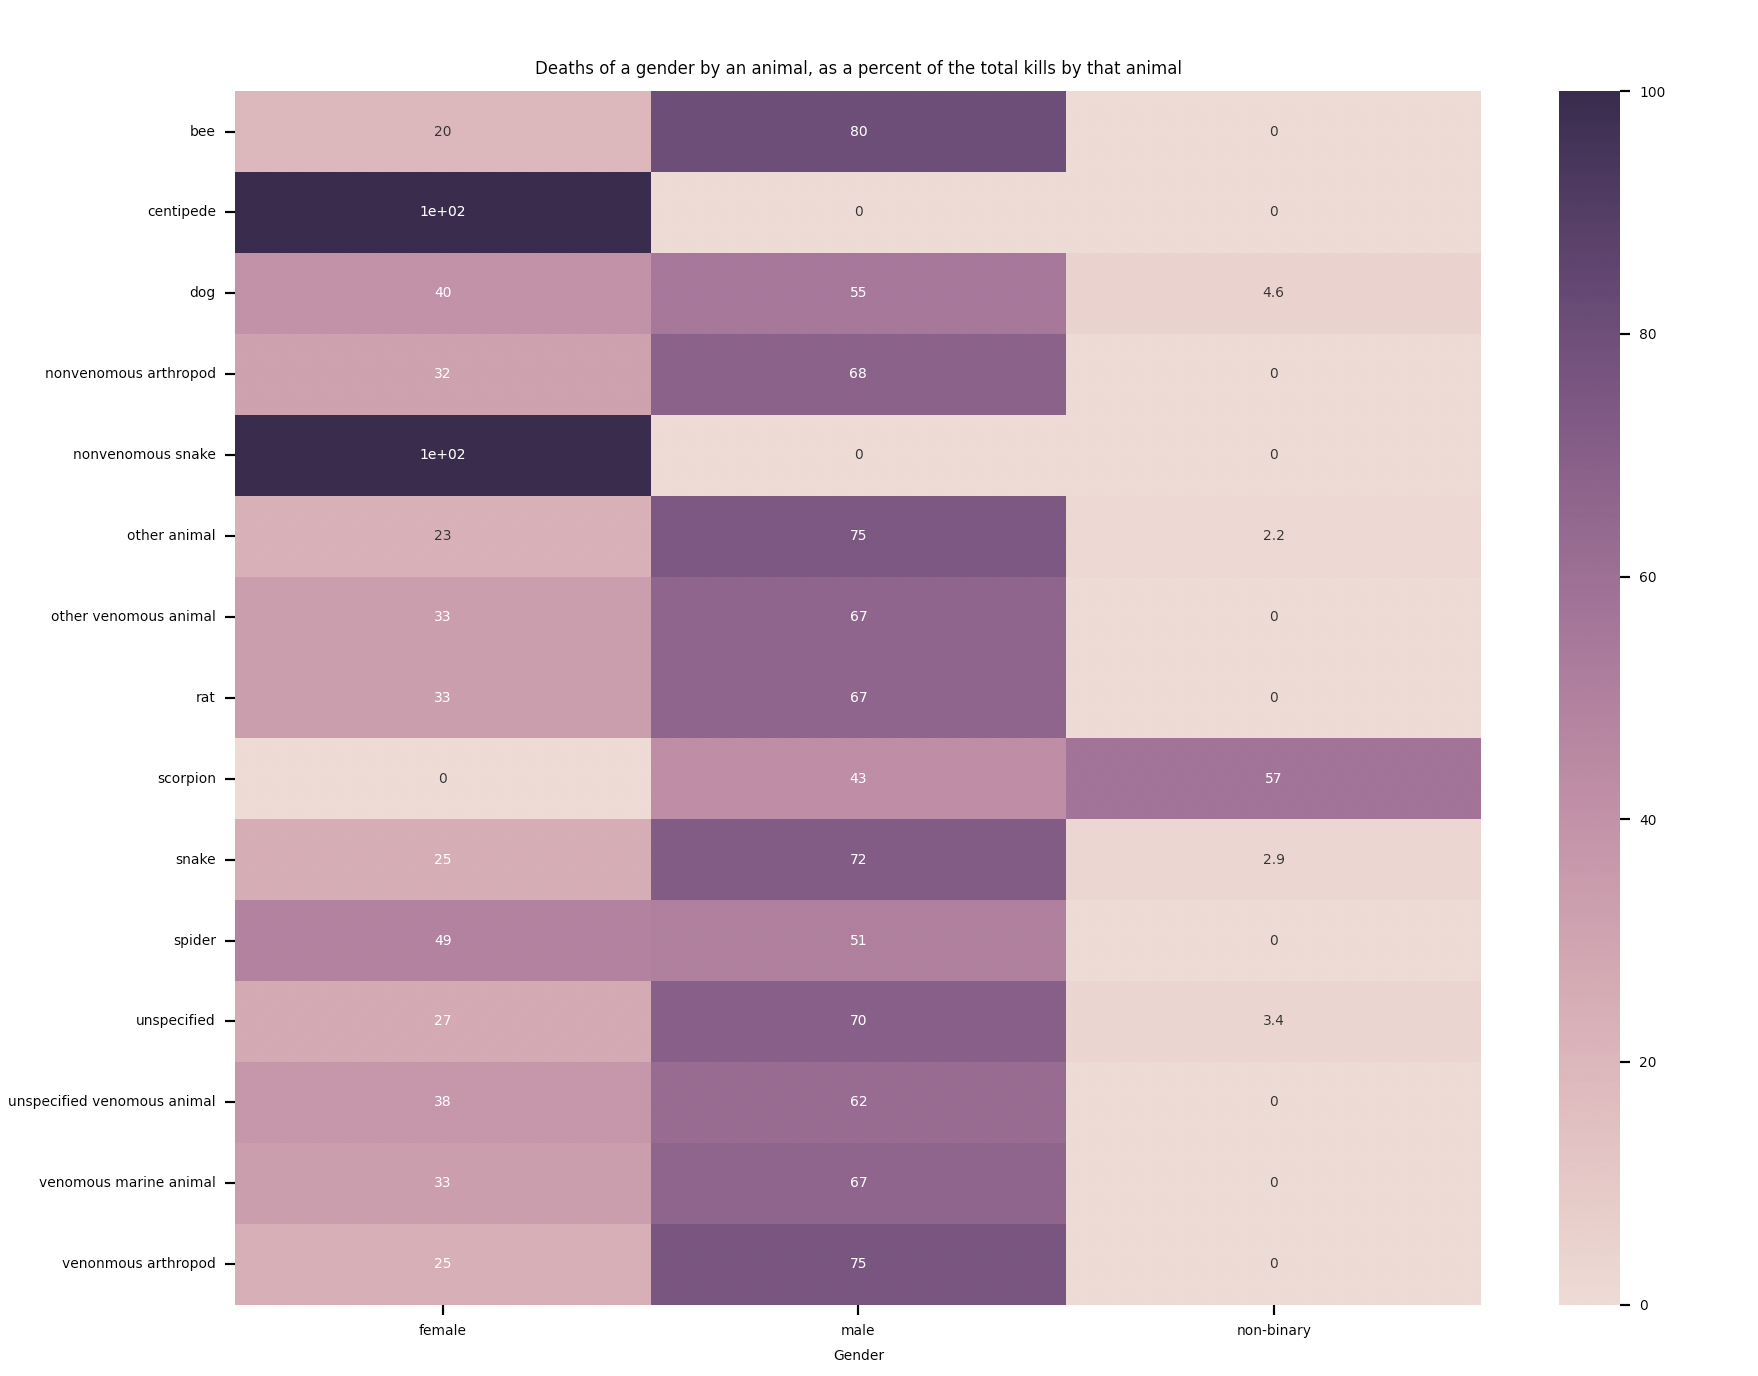 Deaths of a gender by an animal, as a percent of the total kills by that animal
bee 20 80 0
centipede 1e+02 0 0
dog 40 55 4.6
nonvenomous arthropod 32 68 0
nonvenomous snake 1e+02 0 0
other animal 23 75 2.2
other venomous animal 33 67 0
rat 33 67 0
scorpion 0 43 57
snake 25 72 2.9
spider 49 51 0
unspecified 27 70 3.4
unspecified venomous animal 38 62 0
venomous marine animal 33 67 0
venonmous arthropod 25 75 0
female male non-binary
Gender
100
80
60
40
20
0